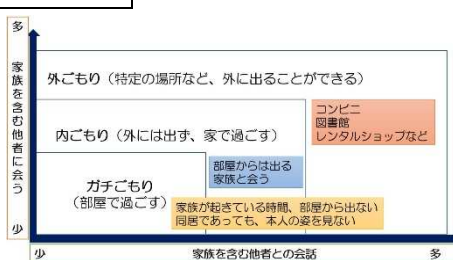 多
家族を含む他者に会う
少
外ごもり（特定の場所など、外に出ることができる）
コンビニ
図書館
レンタルショップなど
内ごもり（外には出ず、家で過ごす）
部屋からは出る
家族と会う
ガチごもり
（部屋で過ごす）
家族が起きている時間、部屋から出ない
同居であっても、本人の姿を見ない
少
家族を含む他者との会話
多